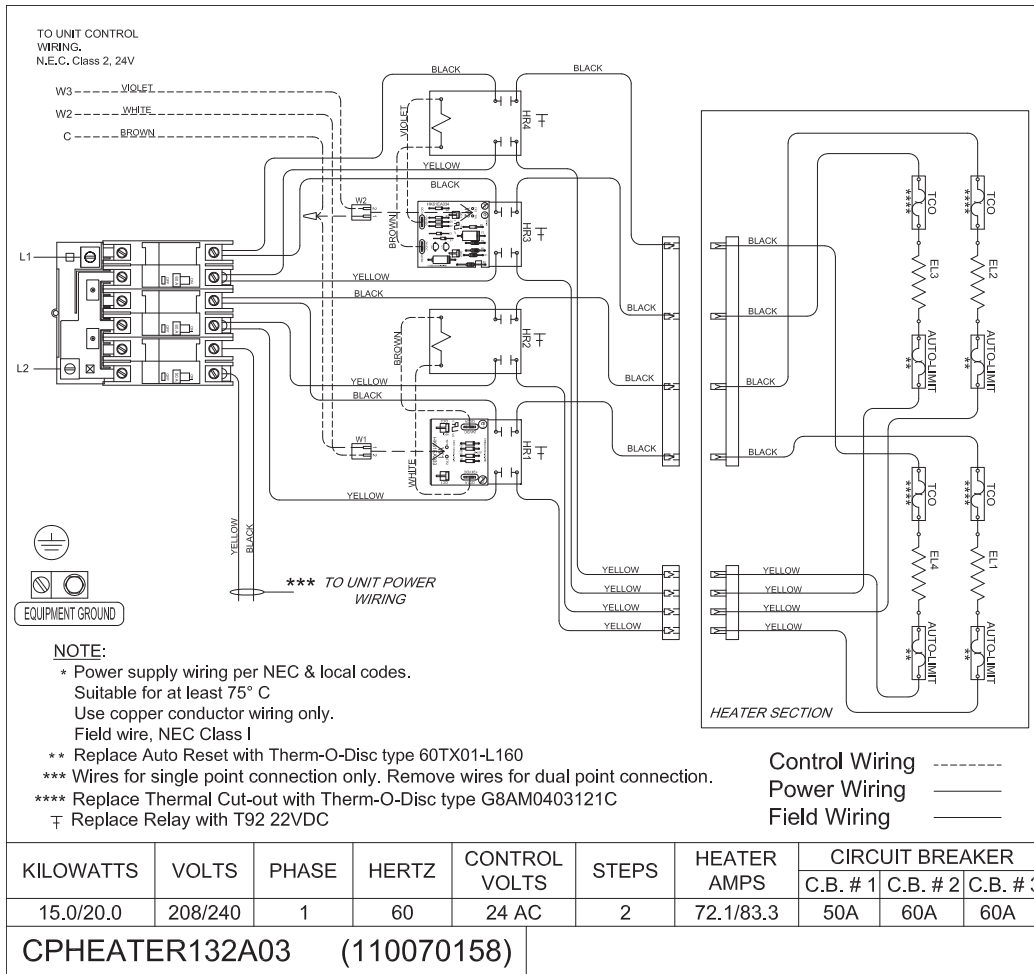 TO UNIT CONTROL
WIRING.
N.E.C. Class 2, 24V
W3
VIOLET
W2
WHITE
C
BROWN
BLACK
BLACK
VIOLET
HR4
YELLOW
BLACK
W2
2
1
BROWN
HR3
YELLOW
BLACK
BROWN
HR2
YELLOW
BLACK
W1
1
2
WHITE
HR1
YELLOW
L1
L2
YELLOW
BLACK
*** TO UNIT POWER
WIRING
EQUIPMENT GROUND
BLACK
BLACK
BLACK
BLACK
BLACK
BLACK
YELLOW
YELLOW
YELLOW
YELLOW
YELLOW
YELLOW
YELLOW
YELLOW
TCO
****
TCO
****
EL3
EL2
AUTO-LIMIT
**
AUTO-LIMIT
**
TCO
****
TCO
****
EL4
EL1
AUTO-LIMIT
**
AUTO-LIMIT
**
HEATER SECTION
NOTE:
* Power supply wiring per NEC & local codes.
Suitable for at least 75° C
Use copper conductor wiring only.
Field wire, NEC Class I
** Replace Auto Reset with Therm-O-Disc type 60TX01-L160
*** Wires for single point connection only. Remove wires for dual point connection.
**** Replace Thermal Cut-out with Therm-O-Disc type G8AM0403121C
Replace Relay with T92 22VDC
Control Wiring
Power Wiring
Field Wiring
KILOWATTS VOLTS PHASE HERTZ CONTROL VOLTS STEPS HEATER AMPS CIRCUIT BREAKER
C.B. # 1 C.B. # 2 C.B. # 3
15.0/20.0 208/240 1 60 24 AC 2 72.1/83.3 50A 60A 60A
CPHEATER132A03 (110070158)